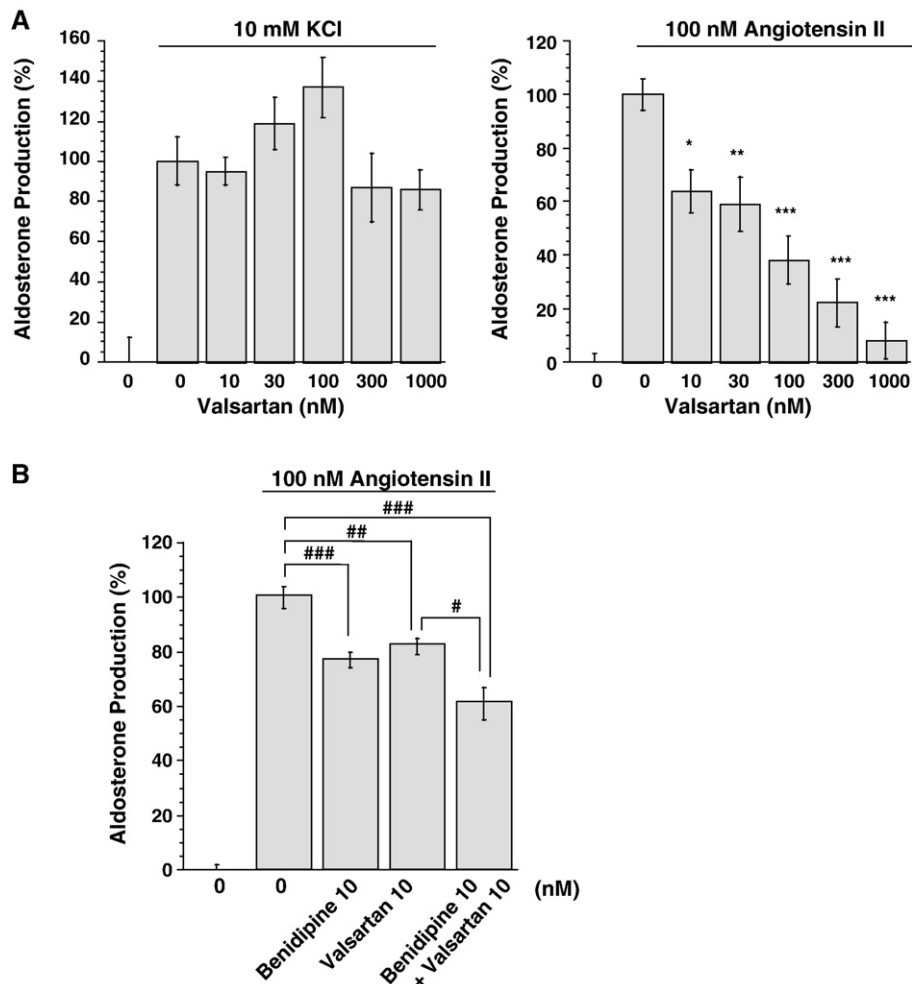 A
10 mM KCl
Aldosterone Production (%)
160
140
120
100
80
60
40
20
0
0 0 10 30 100 300 1000
Valsartan (nM)
100 nM Angiotensin II
Aldosterone Production (%)
120
100
80
60
40
20
0
* ** *** *** ***
0 0 10 30 100 300 1000
Valsartan (nM)
B
100 nM Angiotensin II
###
##
###
#
Aldosterone Production (%)
120
100
80
60
40
20
0
0 0 (nM)
Benidipine 10
Valsartan 10
Benidipine 10
+ Valsartan 10